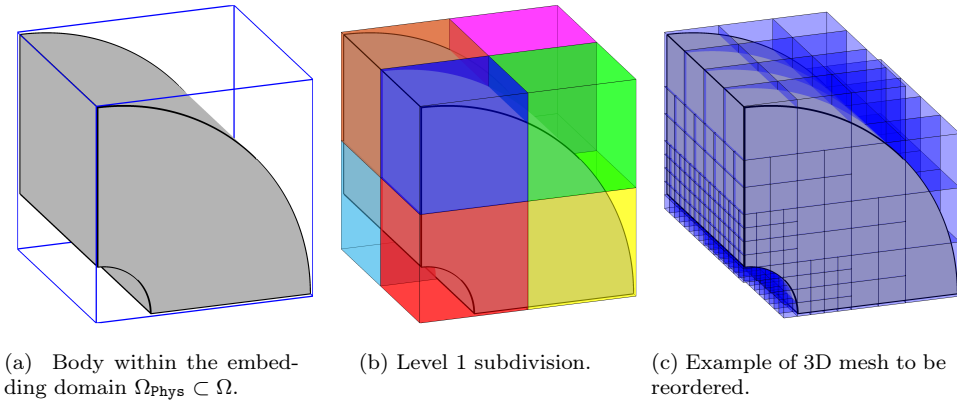 (a) Body within the embed-
ding domain Ω_Phys ⊂ Ω.
(b) Level 1 subdivision.
(c) Example of 3D mesh to be
reordered.